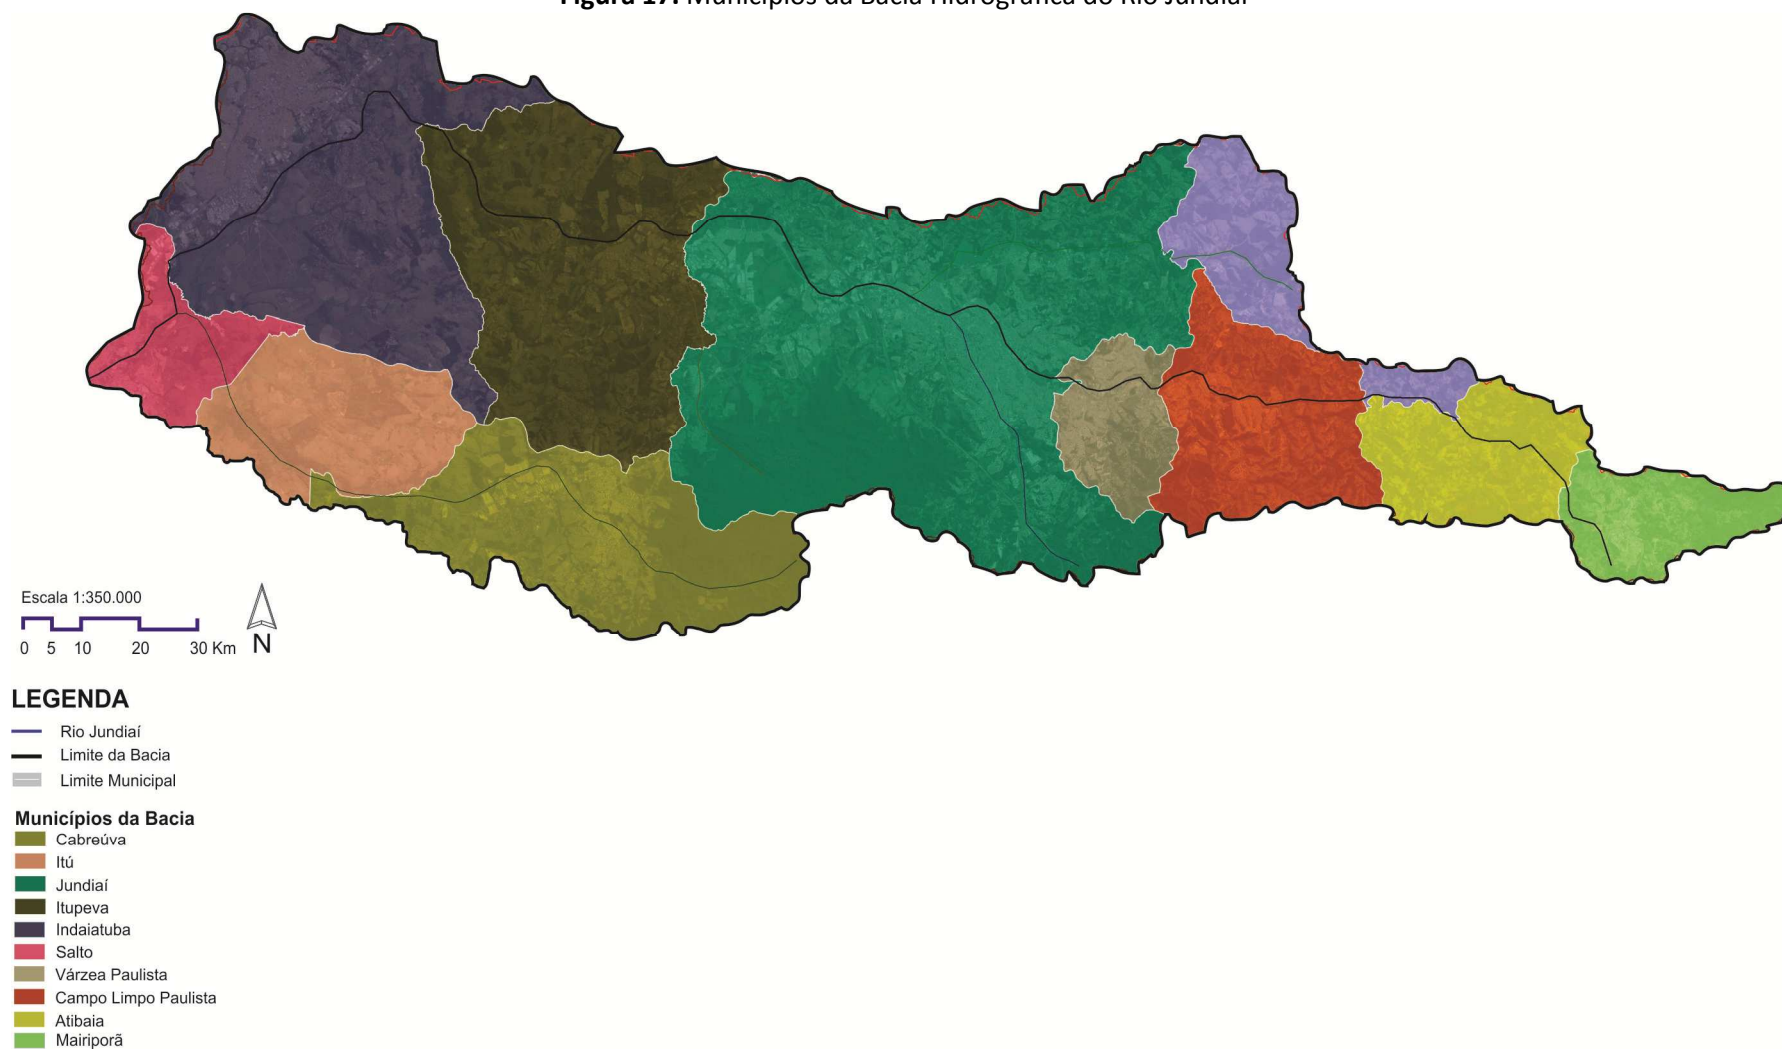 Figura 17. Municípios da Bacia Hidrográfica do Rio Jundiaí
Escala 1:350.000
0 5 10 20 30 Km
N
LEGENDA
Rio Jundiaí
Limite da Bacia
Limite Municipal
Municípios da Bacia
Cabreúva
Itú
Jundiaí
Itupeva
Indaiatuba
Salto
Várzea Paulista
Campo Limpo Paulista
Atibaia
Mairiporã